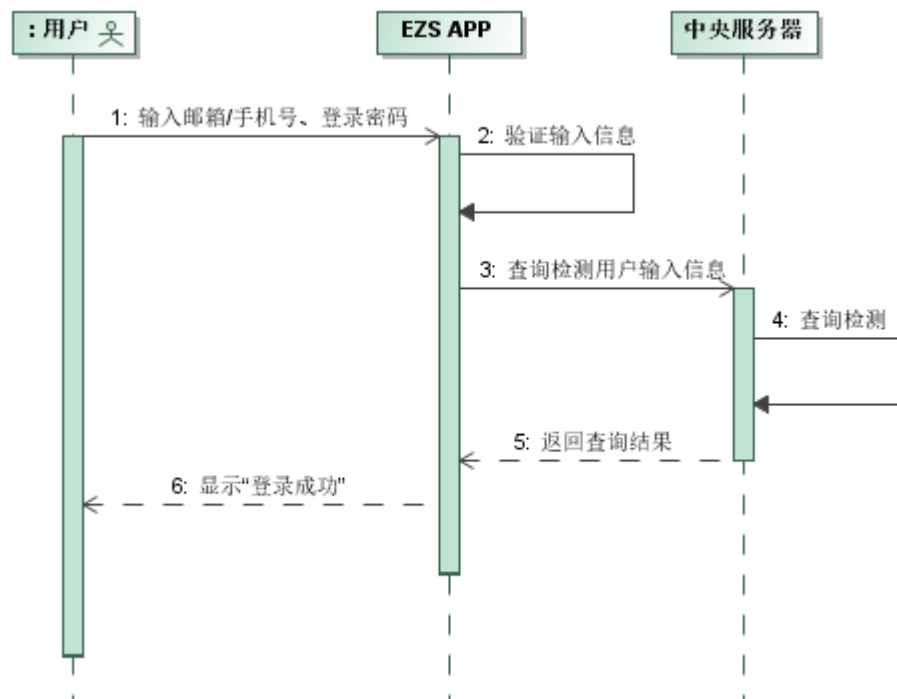 : 用户
EZS APP
中央服务器
1: 输入邮箱/手机号、登录密码
2: 验证输入信息
3: 查询检测用户输入信息
4: 查询检测
5: 返回查询结果
6: 显示“登录成功”